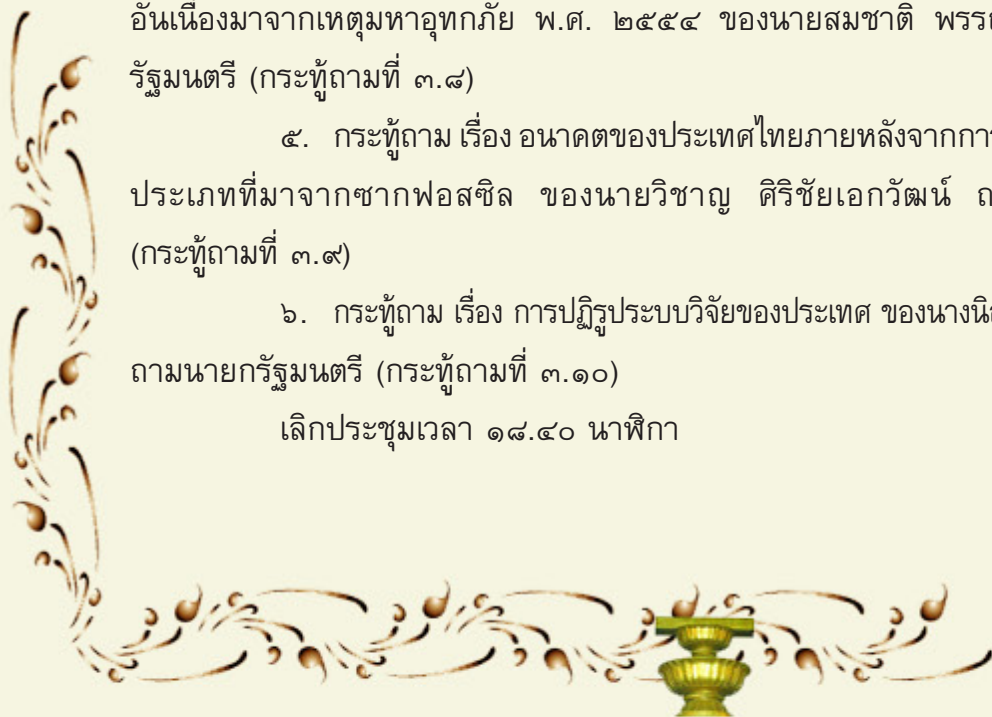 อันเนื่องมาจากเหตุมหาอุทกภัย พ.ศ. ๒๕๕๔ ของนายสมชาติ
รัฐมนตรี (กระทู้ถามที่ ๓.๘)
๕. กระทู้ถาม เรื่อง อนาคตของประเทศไทยภายหลังจาก
ประเภทที่มาจากซากฟอสซิล ของนายวิชาญ ศิริชัยเอกวัฒน์
(กระทู้ถามที่ ๓.๙)
๖. กระทู้ถาม เรื่อง การปฏิรูประบบวิจัยของประเทศ ของ
ถามนายกรัฐมนตรี (กระทู้ถามที่ ๓.๑๐)
เลิกประชุมเวลา ๑๘.๔๐ นาฬิกา